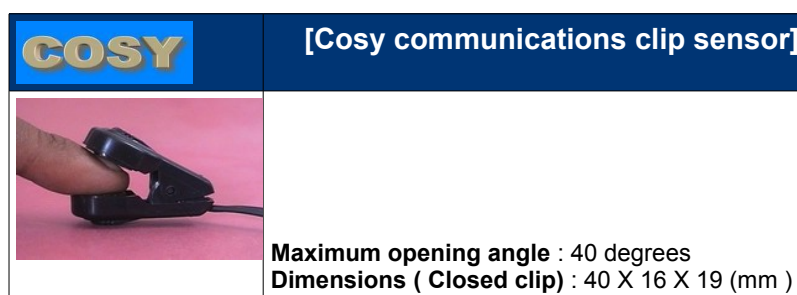 COSY
[Cosy communications clip sensor]
Maximum opening angle : 40 degrees
Dimensions ( Closed clip) : 40 X 16 X 19 (mm )